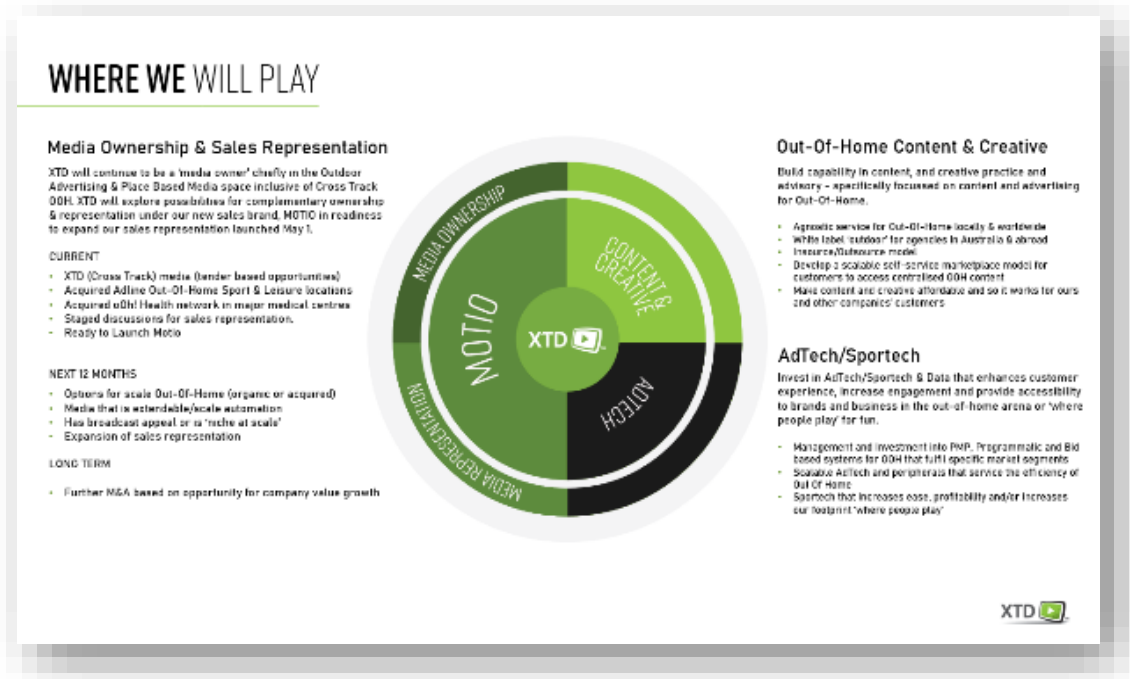 WHERE WE WILL PLAY
Media Ownership & Sales Representation
XTD will continue to be a 'media owner' chiefly in the Outdoor
Advertising & Place Based Media space inclusive of Cross Track
OOH. XTD will explore possibilities for complementary ownership
& representation under our new sales brand, MOTIO in readiness
to expand our sales representation launched May 1.
CURRENT
• XTD (Cross Track) media (tender based opportunities)
• Acquired Adline Out-Of-Home Sport & Leisure locations
• Acquired oOh! Health network in major medical centres
• Staged discussions for sales representation.
• Ready to Launch Motio
NEXT 12 MONTHS
• Options for scale Out-Of-Home (organic or acquired)
• Media that is extendable/scale automation
• Has broadcast appeal or is 'niche at scale'
• Expansion of sales representation
LONG TERM
• Further M&A based on opportunity for company value growth
MEDIA OWNERSHIP
MEDIA REPRESENTATION
MOTIO
CONTENT &
CREATIVE
XTD
ADTECH
Out-Of-Home Content & Creative
Build capability in content, and creative practice and
advisory - specifically focussed on content and advertising
for Out-Of-Home.
• Agnostic service for Out-Of-Home locally & worldwide
• White label 'outdoor' for agencies in Australia & abroad
• Insource/Outsource model
• Develop a scalable self-service marketplace model for
customers to access centralised OOH content
• Make content and creative affordable and so it works for ours
and other companies' customers
AdTech/Sportech
Invest in AdTech/Sportech & Data that enhances customer
experience, increase engagement and provide accessibility
to brands and business in the out-of-home arena or 'where
people play' for fun.
• Management and investment into PMP, Programmatic and Bid
based systems for OOH that fulfil specific market segments
• Scalable AdTech and peripherals that service the efficiency of
Out Of Home
• Sportech that increases ease, profitability and/or increases
our footprint 'where people play'
XTD